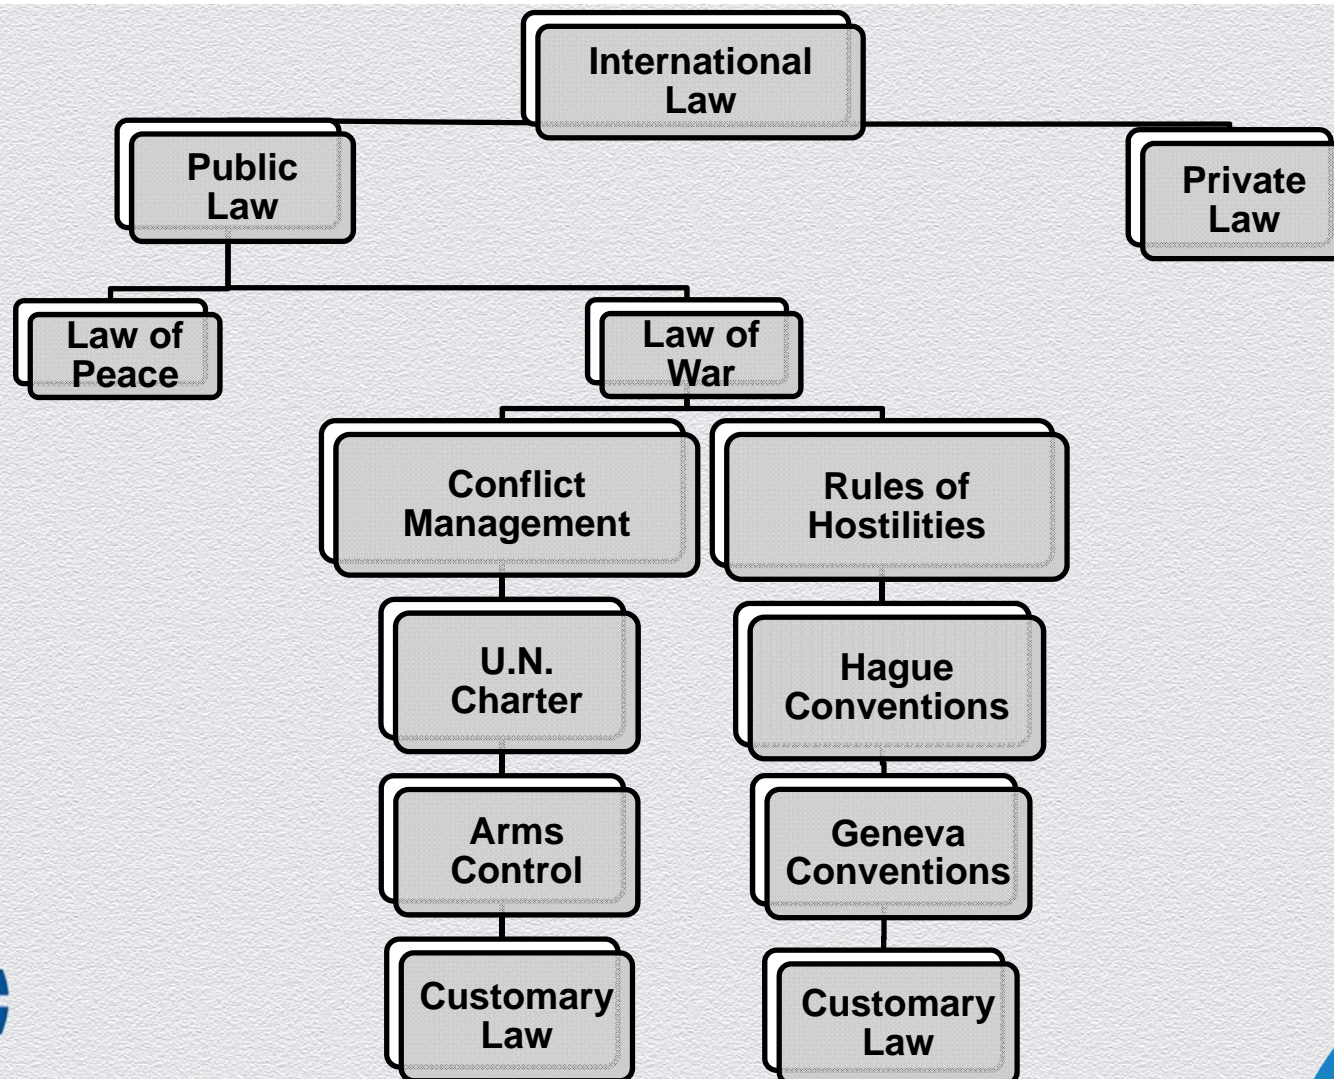 International
Law
Public
Law
Private
Law
Law of
Peace
Law of
War
Conflict
Management
Rules of
Hostilities
U.N.
Charter
Hague
Conventions
Arms
Control
Geneva
Conventions
Customary
Law
Customary
Law